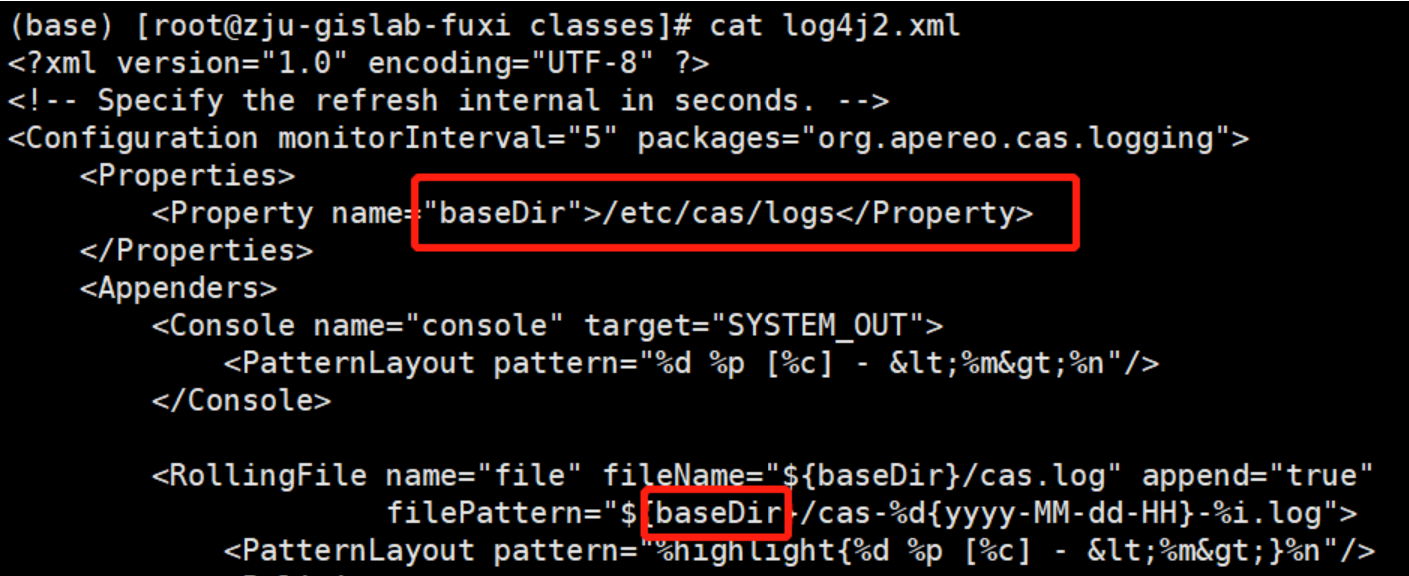 (base) [root@zju-gislab-fuxi classes]# cat log4j2.xml
<?xml version="1.0" encoding="UTF-8" ?>
<!-- Specify the refresh internal in seconds. -->
<Configuration monitorInterval="5" packages="org.apereo.cas.logging">
    <Properties>
        <Property name="baseDir">/etc/cas/logs</Property>
    </Properties>
    <Appenders>
        <Console name="console" target="SYSTEM_OUT">
            <PatternLayout pattern="%d %p [%c] - &lt;%m&gt;%n"/>
        </Console>

        <RollingFile name="file" fileName="${baseDir}/cas.log" append="true"
                     filePattern="${baseDir}/cas-%d{yyyy-MM-dd-HH}-%i.log">
            <PatternLayout pattern="%highlight{%d %p [%c] - &lt;%m&gt;}%n"/>